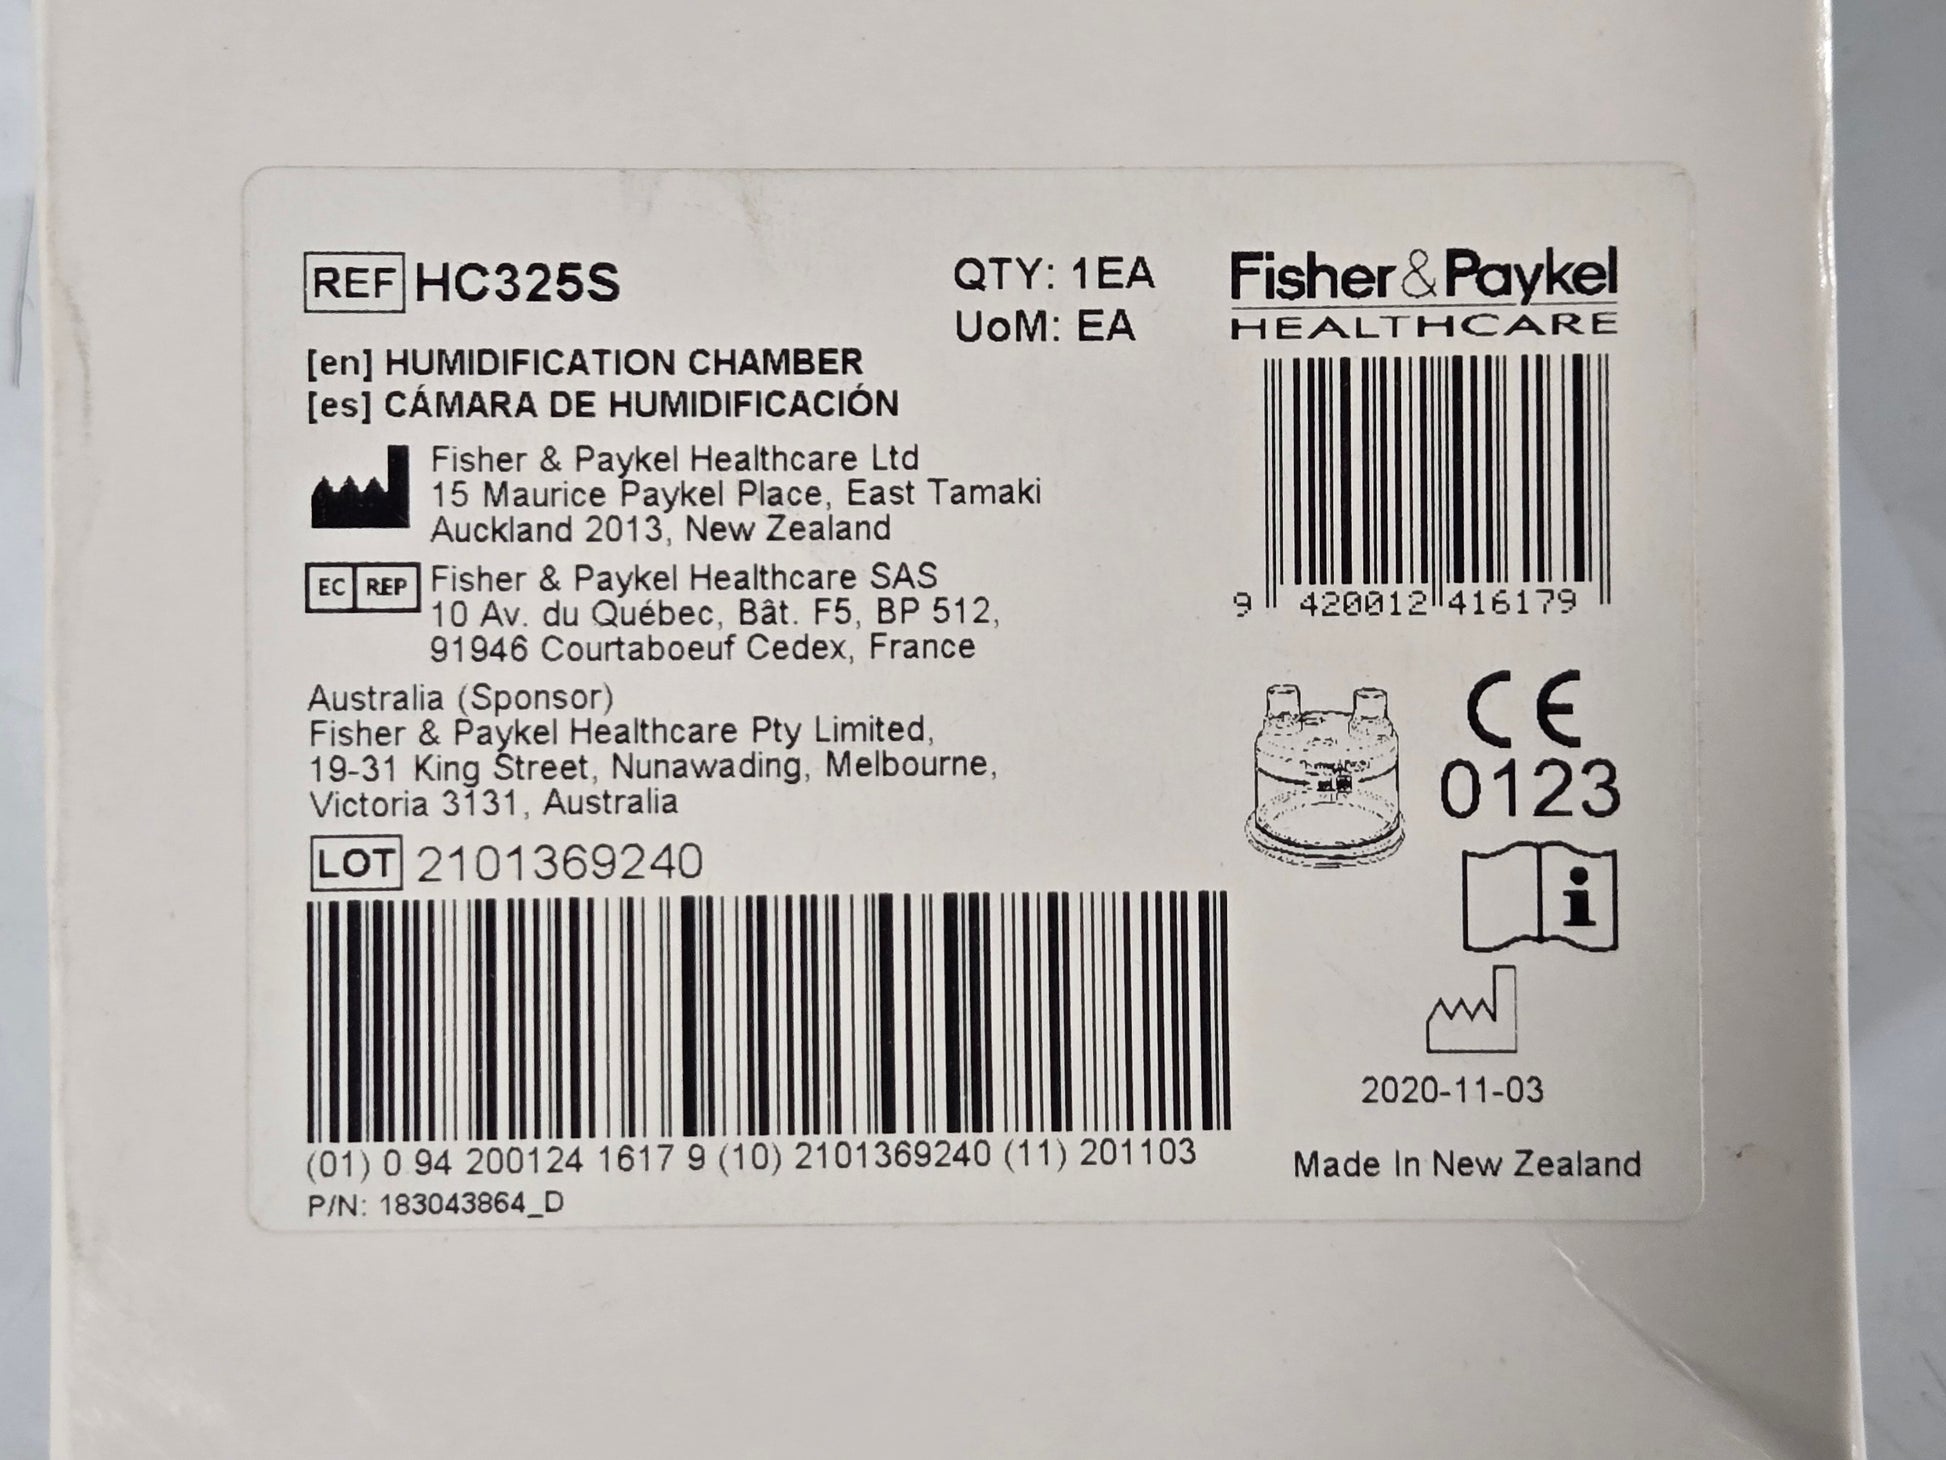 REF HC325S
QTY: 1EA
UoM: EA
Fisher&Paykel
HEALTHCARE
[en] HUMIDIFICATION CHAMBER
[es] CÁMARA DE HUMIDIFICACIÓN
Fisher & Paykel Healthcare Ltd
15 Maurice Paykel Place, East Tamaki
Auckland 2013, New Zealand
EC REP Fisher & Paykel Healthcare SAS
10 Av. du Québec, Bât. F5, BP 512,
91946 Courtaboeuf Cedex, France
9 420012 416179
Australia (Sponsor)
Fisher & Paykel Healthcare Pty Limited,
19-31 King Street, Nunawading, Melbourne,
Victoria 3131, Australia
CE
0123
LOT 2101369240
i
(01) 0 94 200124 1617 9 (10) 2101369240 (11) 201103
P/N: 183043864_D
2020-11-03
Made In New Zealand